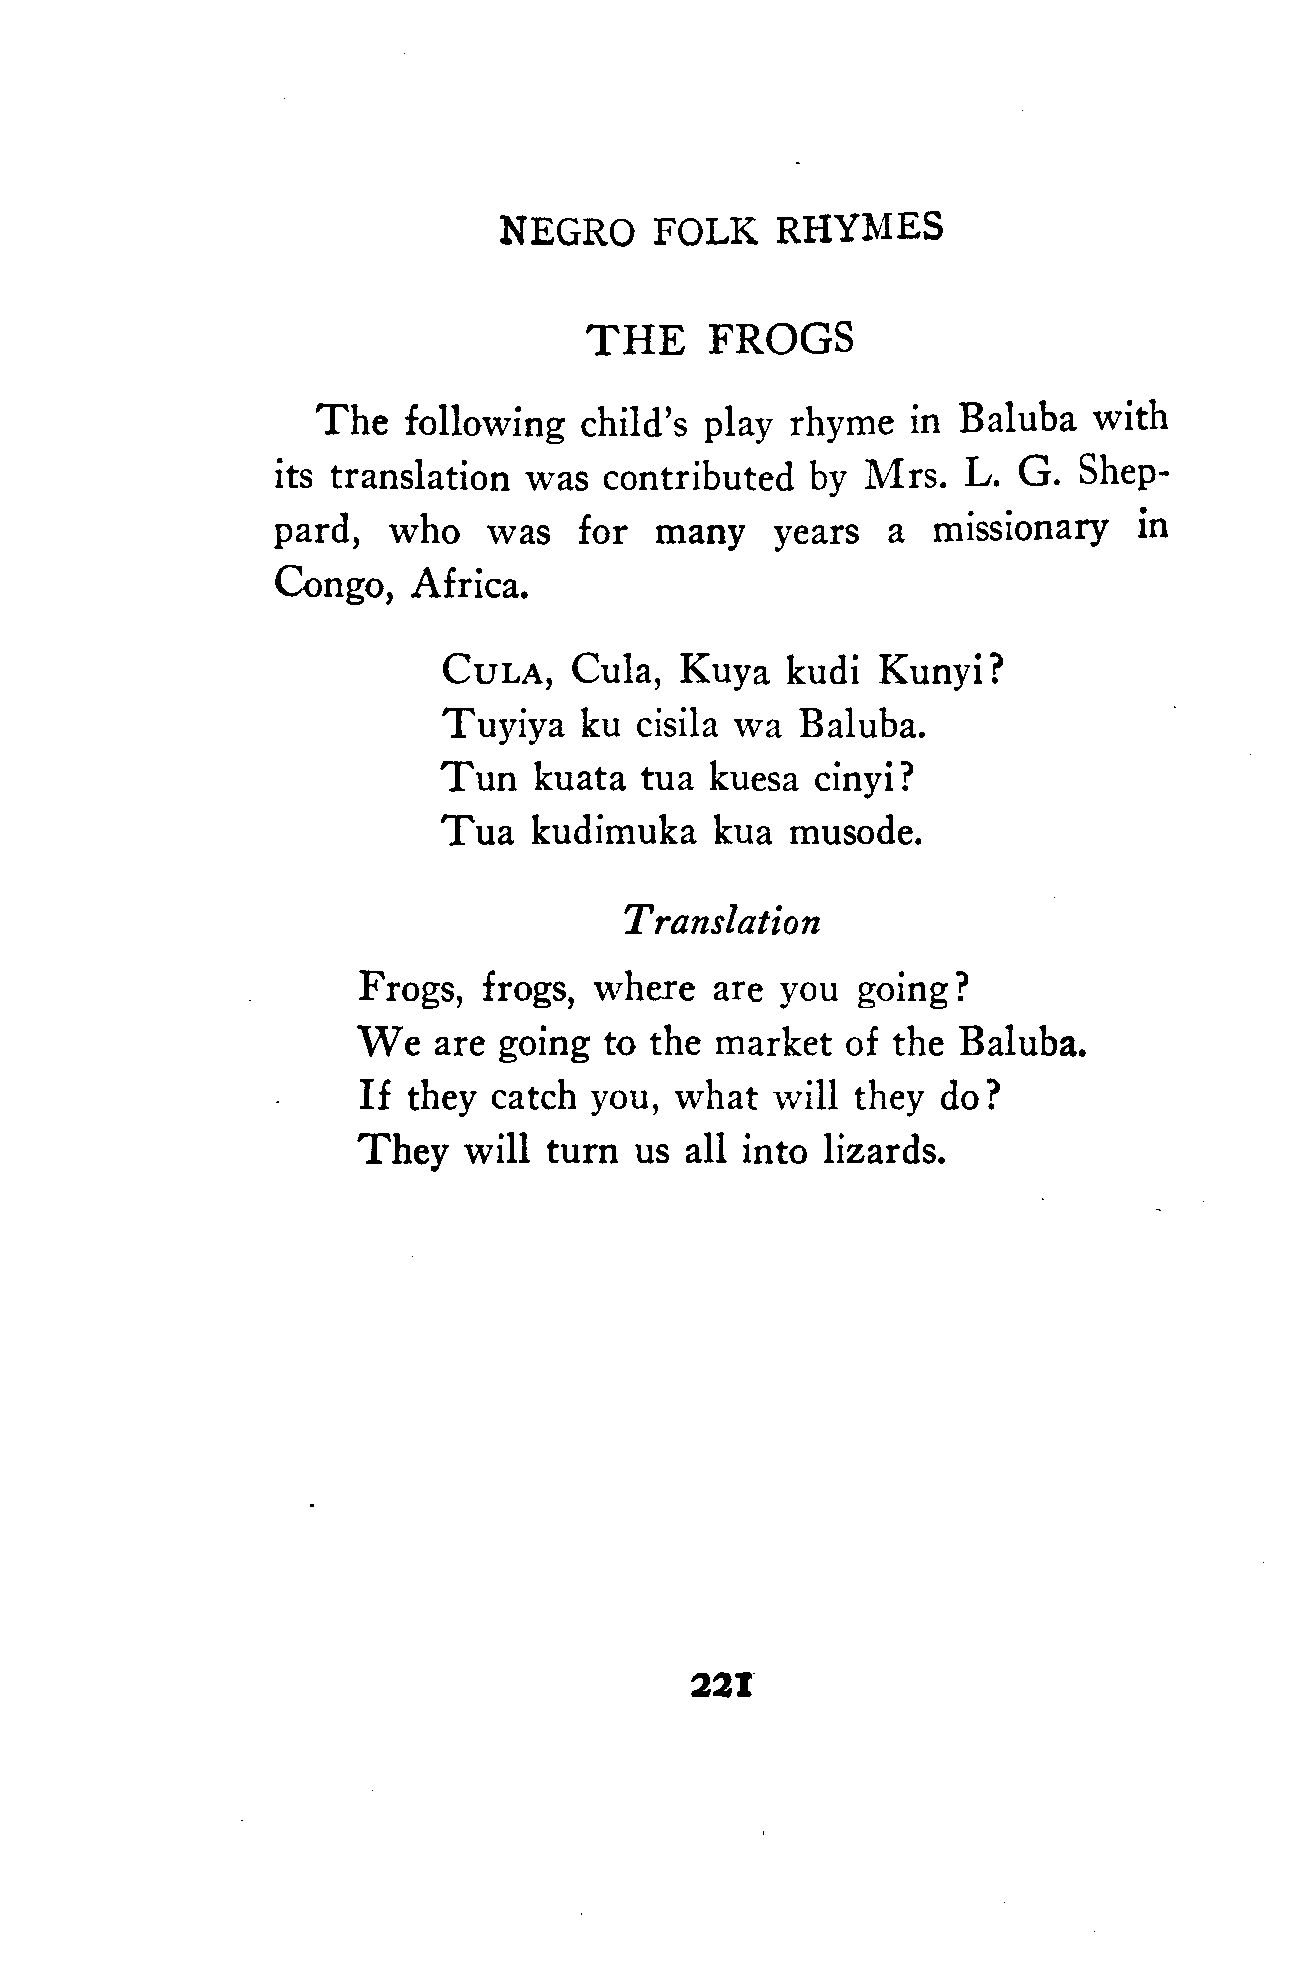 NEGRO FOLK RHYMES
THE FROGS
The following child's play rhyme in Baluba with
its translation was contributed by Mrs. L. G. Shep-
pard, who was for many years a missionary in
Congo, Africa.
CULA, Cula, Kuya kudi Kunyi?
Tuyiya ku cisila wa Baluba.
Tun kuata tua kuesa cinyi?
Tua kudimuka kua musode.
Translation
Frogs, frogs, where are you going?
We are going to the market of the Baluba.
If they catch you, what will they do?
They will turn us all into lizards.
221